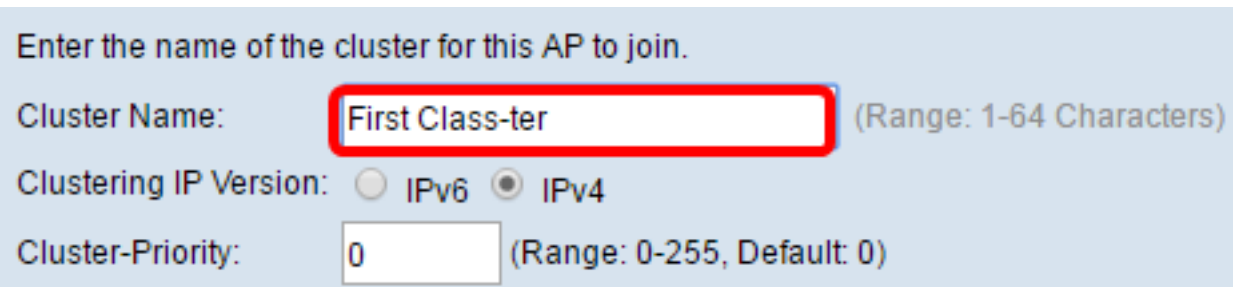 Enter the name of the cluster for this AP to join.
Cluster Name: First Class-ter (Range: 1-64 Characters)
Clustering IP Version: IPv6 IPv4
Cluster-Priority: 0 (Range: 0-255, Default: 0)